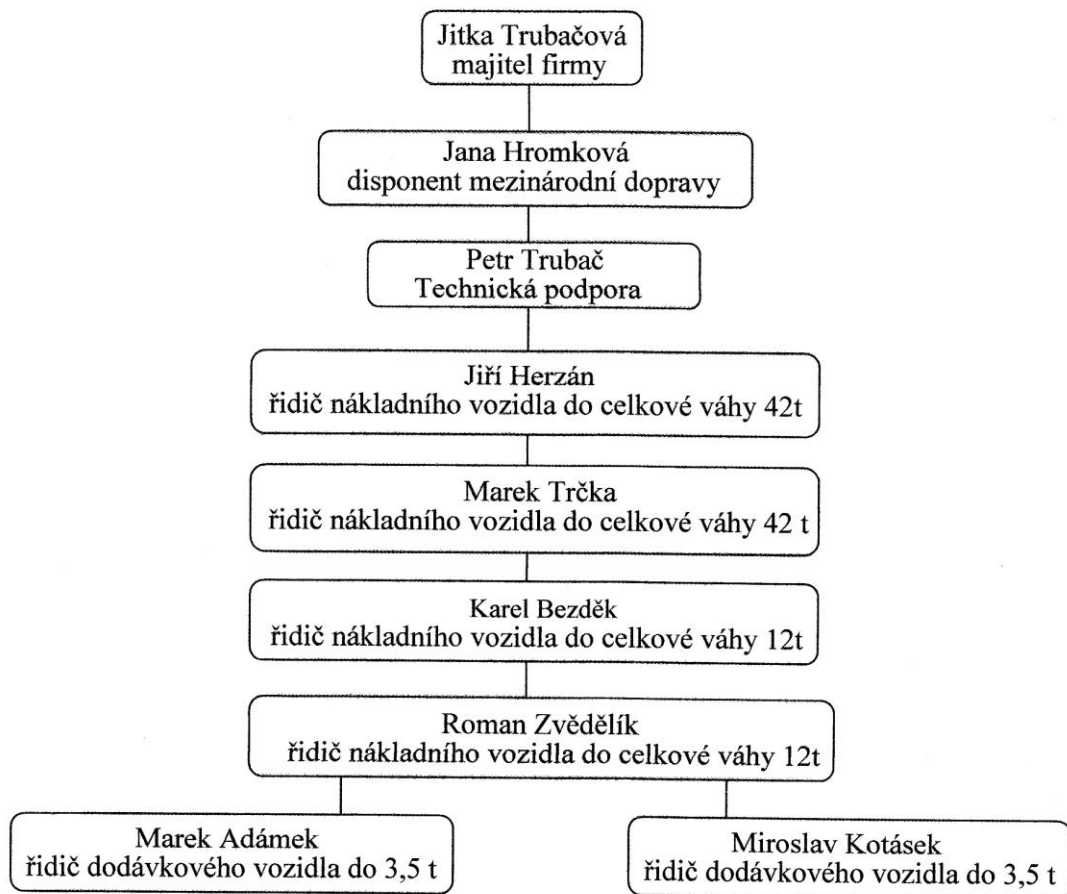 Jitka Trubačová
majitel firmy
Jana Hromková
disponent mezinárodní dopravy
Petr Trubač
Technická podpora
Jiří Herzán
řidič nákladního vozidla do celkové váhy 42t
Marek Trčka
řidič nákladního vozidla do celkové váhy 42 t
Karel Bezděk
řidič nákladního vozidla do celkové váhy 12t
Roman Zvědělík
řidič nákladního vozidla do celkové váhy 12t
Marek Adámek
řidič dodávkového vozidla do 3,5 t
Miroslav Kotásek
řidič dodávkového vozidla do 3,5 t